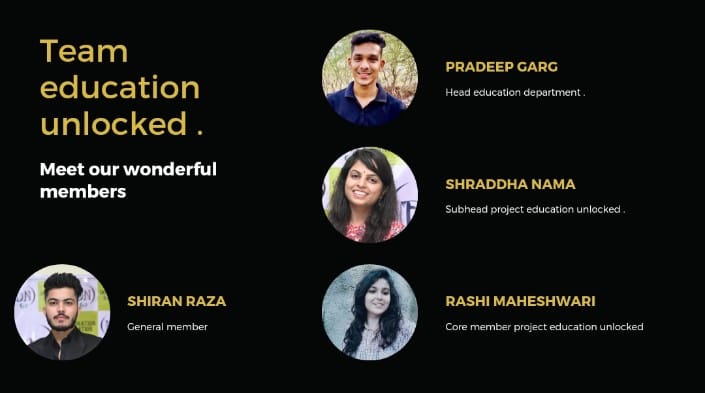 Team
education
unlocked .
Meet our wonderful
members
PRADEEP GARG
Head education department .
SHRADDHA NAMA
Subhead project education unlocked .
SHIRAN RAZA
General member
RASHI MAHESHWARI
Core member project education unlocked